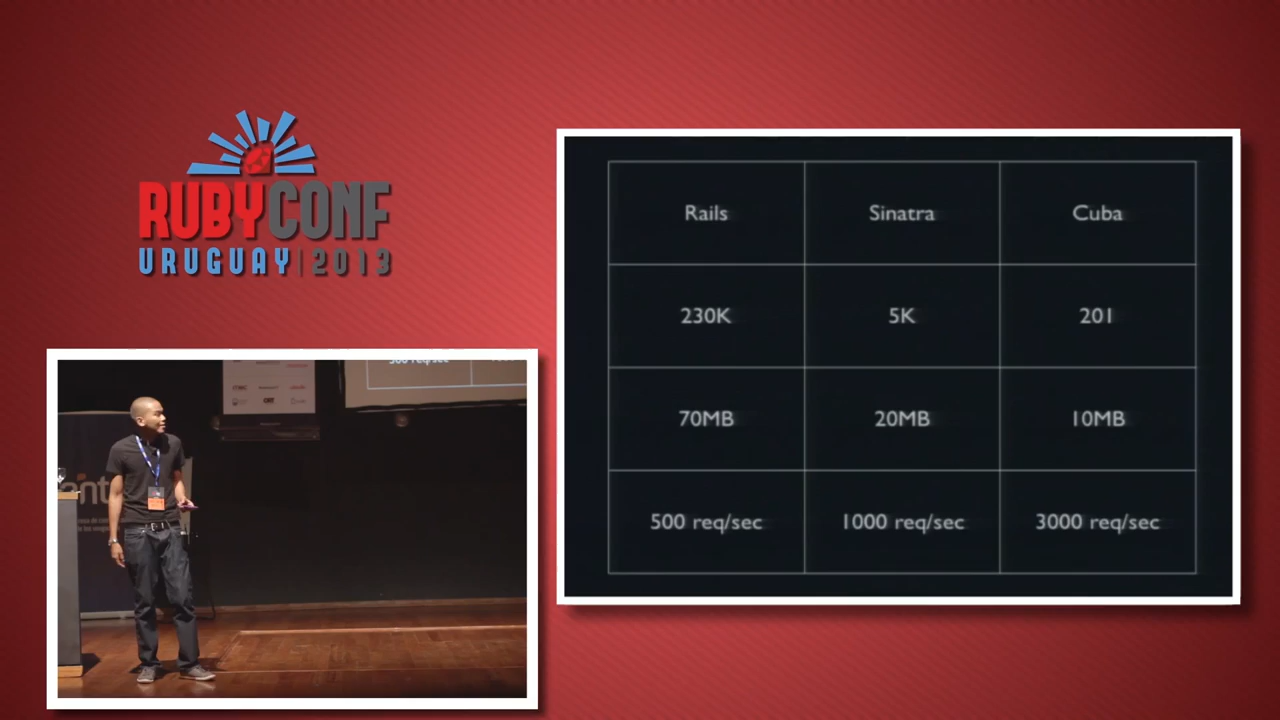 RUBYCONF
URUGUAY|2013
Rails Sinatra Cuba
230K 5K 201
70MB 20MB 10MB
500 req/sec 1000 req/sec 3000 req/sec
500 req/sec